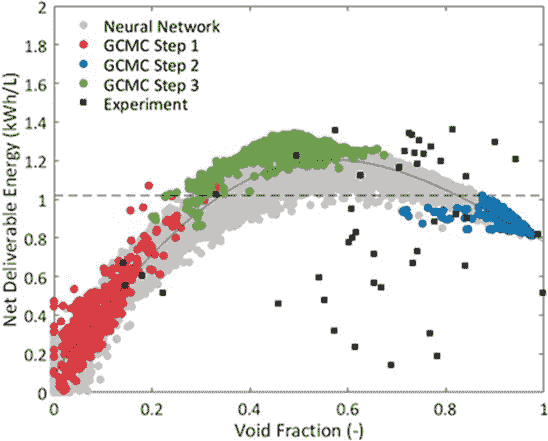 2
1.8
1.6
1.4
1.2
1
0.8
0.6
0.4
0.2
0
Net Deliverable Energy (kWh/L)
Neural Network
GCMC Step 1
GCMC Step 2
GCMC Step 3
Experiment
0 0.2 0.4 0.6 0.8 1
Void Fraction (-)